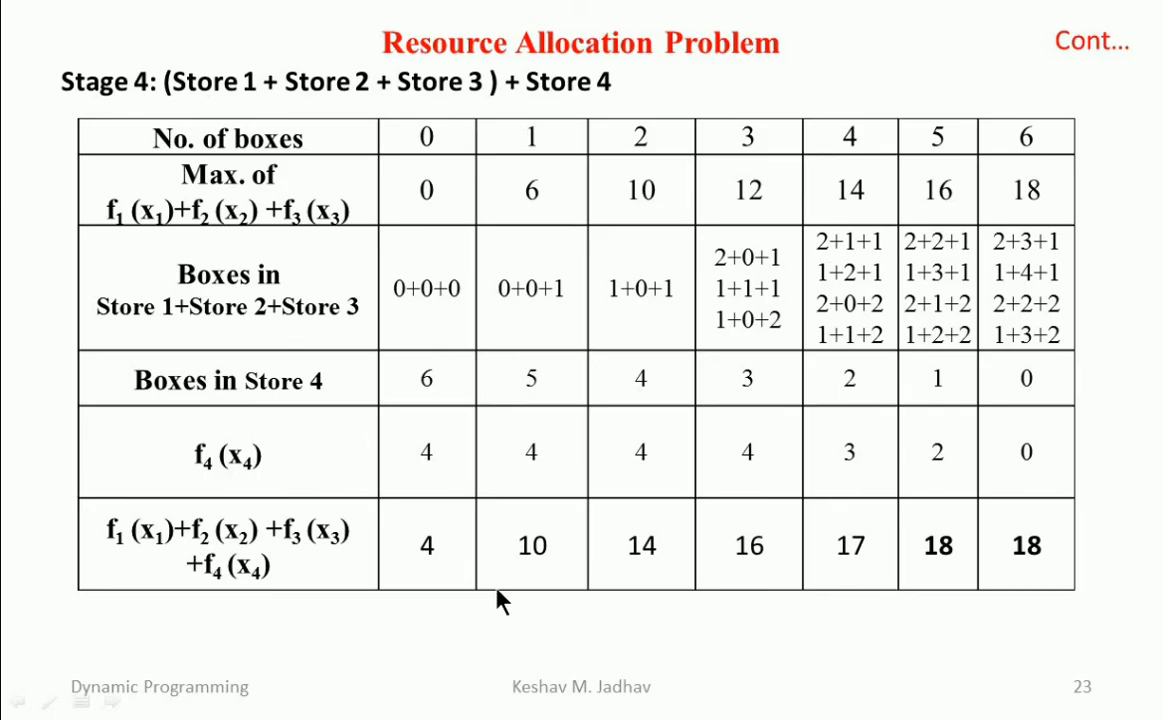 Resource Allocation Problem
Cont...
Stage 4: (Store 1 + Store 2 + Store 3 ) + Store 4
No. of boxes 0 1 2 3 4 5 6
Max. of
f₁ (x₁)+f₂ (x₂) +f₃ (x₃) 0 6 10 12 14 16 18
Boxes in
Store 1+Store 2+Store 3
0+0+0
0+0+1
1+0+1
2+0+1
1+1+1
1+0+2
2+1+1
1+2+1
2+0+2
1+1+2
2+2+1
1+3+1
2+1+2
1+2+2
2+3+1
1+4+1
2+2+2
1+3+2
Boxes in Store 4 6 5 4 3 2 1 0
f₄ (x₄) 4 4 4 4 3 2 0
f₁ (x₁)+f₂ (x₂) +f₃ (x₃)
+f₄ (x₄) 4 10 14 16 17 18 18
Dynamic Programming
Keshav M. Jadhav
23